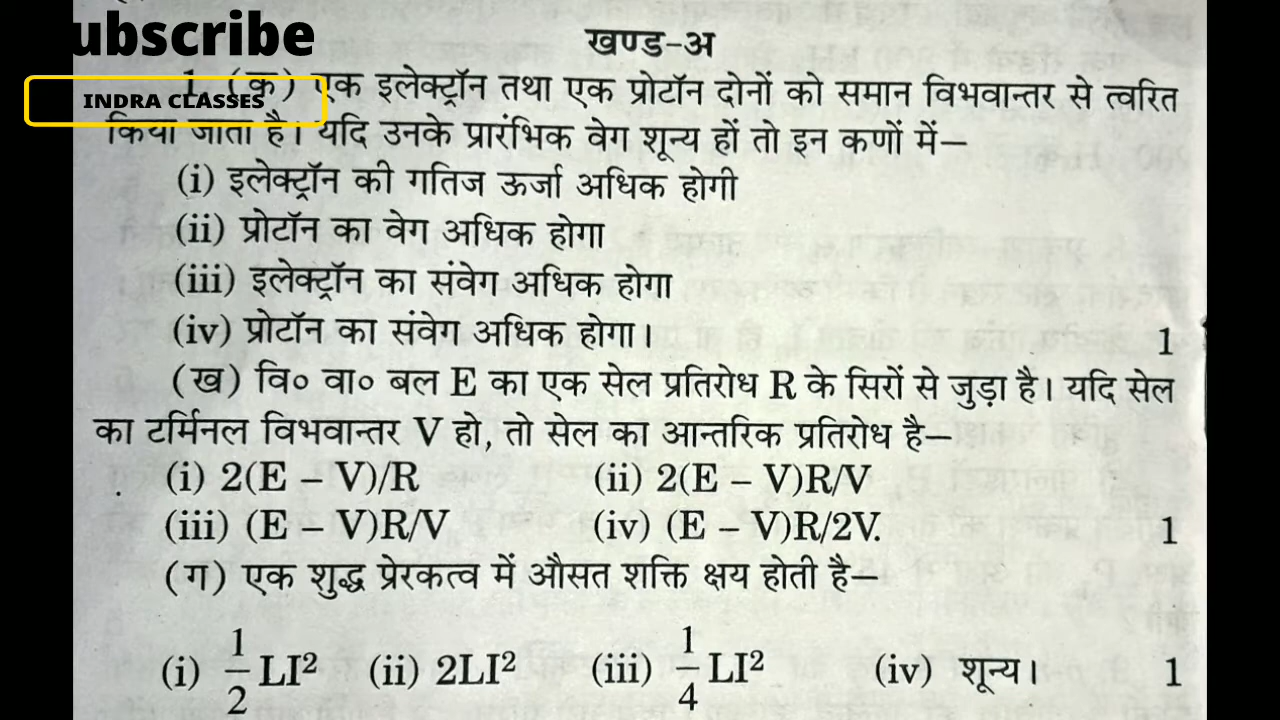 ubscribe
खण्ड-अ
1. (क) एक इलेक्ट्रॉन तथा एक प्रोटॉन दोनों को समान विभवान्तर से त्वरित
INDRA CLASSES
किया जाता है। यदि उनके प्रारंभिक वेग शून्य हों तो इन कणों में–
(i) इलेक्ट्रॉन की गतिज ऊर्जा अधिक होगी
(ii) प्रोटॉन का वेग अधिक होगा
(iii) इलेक्ट्रॉन का संवेग अधिक होगा
(iv) प्रोटॉन का संवेग अधिक होगा। 1
(ख) वि० वा० बल E का एक सेल प्रतिरोध R के सिरों से जुड़ा है। यदि सेल
का टर्मिनल विभवान्तर V हो, तो सेल का आन्तरिक प्रतिरोध है–
(i) 2(E – V)/R (ii) 2(E – V)R/V
(iii) (E – V)R/V (iv) (E – V)R/2V. 1
(ग) एक शुद्ध प्रेरकत्व में औसत शक्ति क्षय होती है–
(i) 1/2 LI² (ii) 2LI² (iii) 1/4 LI² (iv) शून्य। 1